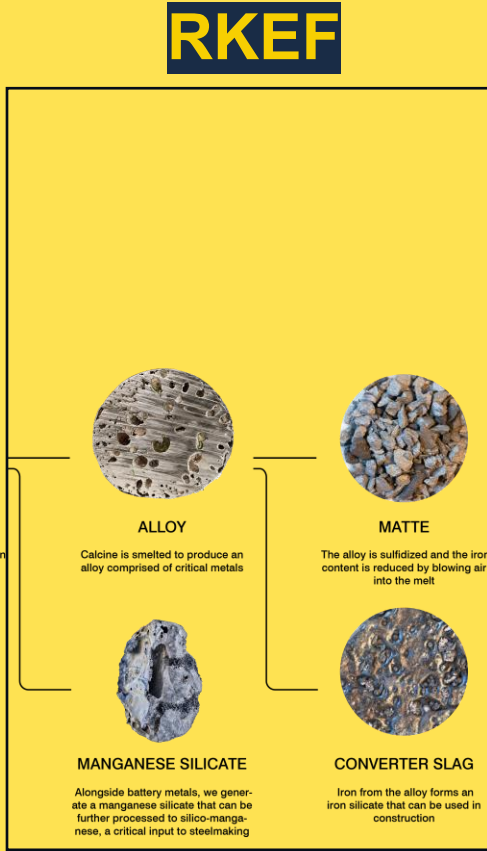 RKEF
ALLOY
Calcine is smelted to produce an
alloy comprised of critical metals
MATTE
The alloy is sulfidized and the iron
content is reduced by blowing air
into the melt
n
MANGANESE SILICATE
Alongside battery metals, we gener-
ate a manganese silicate that can be
further processed to silico-manga-
nese, a critical input to steelmaking
CONVERTER SLAG
Iron from the alloy forms an
iron silicate that can be used in
construction